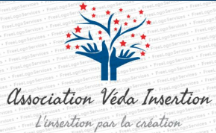 Association Véda Insertion
L'insertion par la création